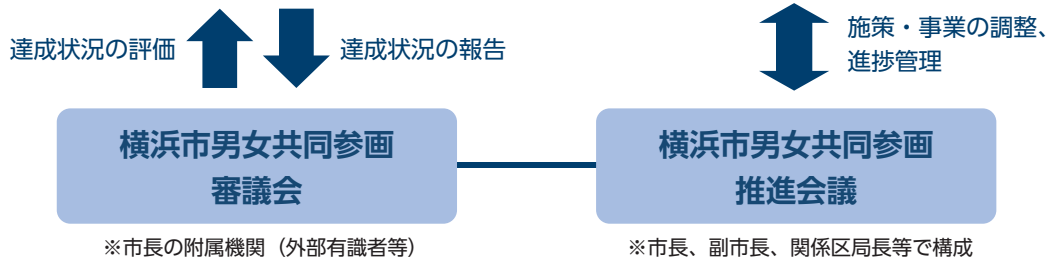 達成状況の評価
達成状況の報告
施策・事業の調整、
進捗管理
横浜市男女共同参画
審議会
横浜市男女共同参画
推進会議
※市長の附属機関（外部有識者等）
※市長、副市長、関係区局長等で構成